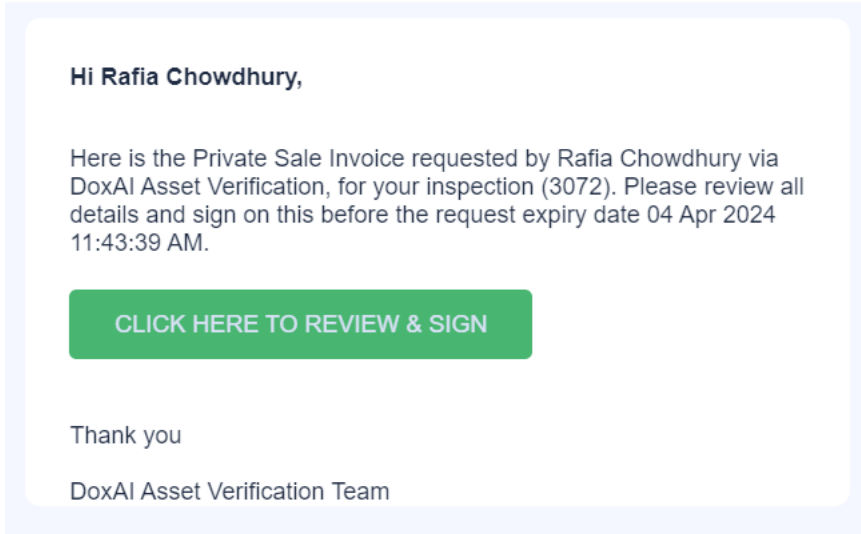 Hi Rafia Chowdhury,
Here is the Private Sale Invoice requested by Rafia Chowdhury via
DoxAI Asset Verification, for your inspection (3072). Please review all
details and sign on this before the request expiry date 04 Apr 2024
11:43:39 AM.
CLICK HERE TO REVIEW & SIGN
Thank you
DoxAI Asset Verification Team